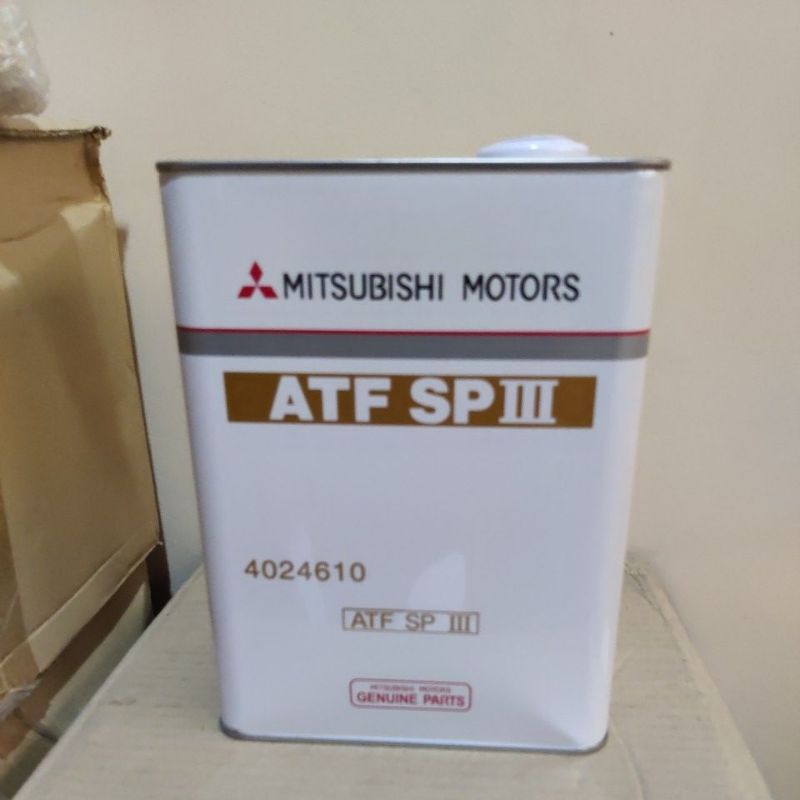 MITSUBISHI MOTORS
ATF SPIII
4024610
ATF SP III
MITSUBISHI MOTORS
GENUINE PARTS